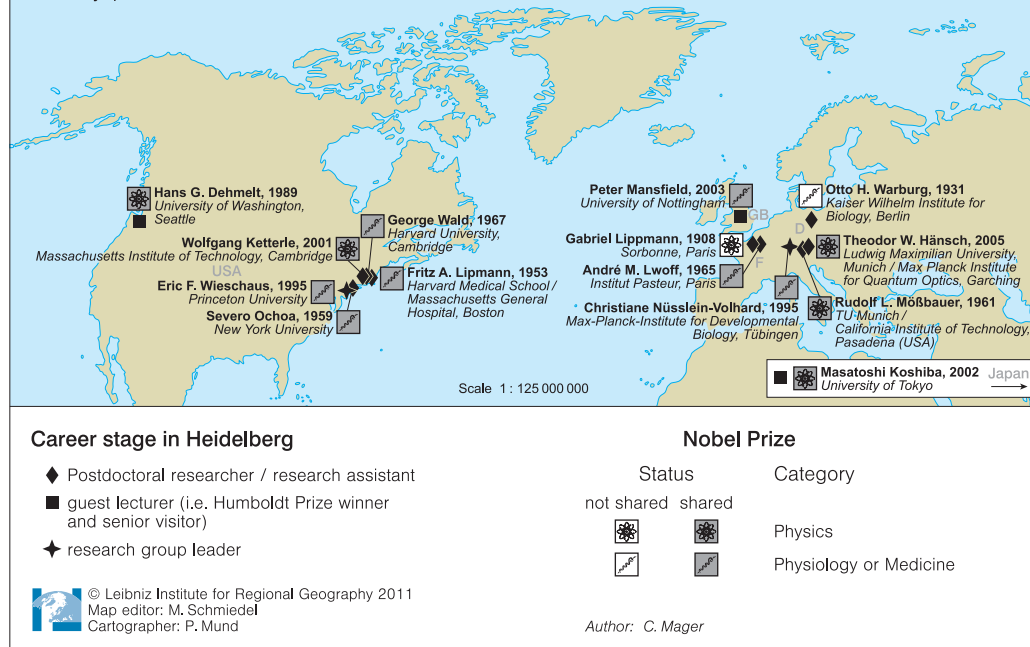 Hans G. Dehmelt, 1989
University of Washington,
Seattle
George Wald, 1967
Harvard University,
Cambridge
Wolfgang Ketterle, 2001
Massachusetts Institute of Technology, Cambridge
USA
Fritz A. Lipmann, 1953
Harvard Medical School /
Massachusetts General
Hospital, Boston
Eric F. Wieschaus, 1995
Princeton University
Severo Ochoa, 1959
New York University
Peter Mansfield, 2003
University of Nottingham
GB
Otto H. Warburg, 1931
Kaiser Wilhelm Institute for
Biology, Berlin
D
Gabriel Lippmann, 1908
Sorbonne, Paris
F
Theodor W. Hänsch, 2005
Ludwig Maximilian University,
Munich / Max Planck Institute
for Quantum Optics, Garching
André M. Lwoff, 1965
Institut Pasteur, Paris
Christiane Nüsslein-Volhard, 1995
Max-Planck-Institute for Developmental
Biology, Tübingen
Rudolf L. Mößbauer, 1961
TU Munich /
California Institute of Technology,
Pasadena (USA)
Masatoshi Koshiba, 2002
University of Tokyo
Japan
Scale 1 : 125 000 000
Career stage in Heidelberg
Postdoctoral researcher / research assistant
guest lecturer (i.e. Humboldt Prize winner
and senior visitor)
research group leader
Nobel Prize
Status
Category
not shared
shared
Physics
Physiology or Medicine
© Leibniz Institute for Regional Geography 2011
Map editor: M. Schmiedel
Cartographer: P. Mund
Author: C. Mager